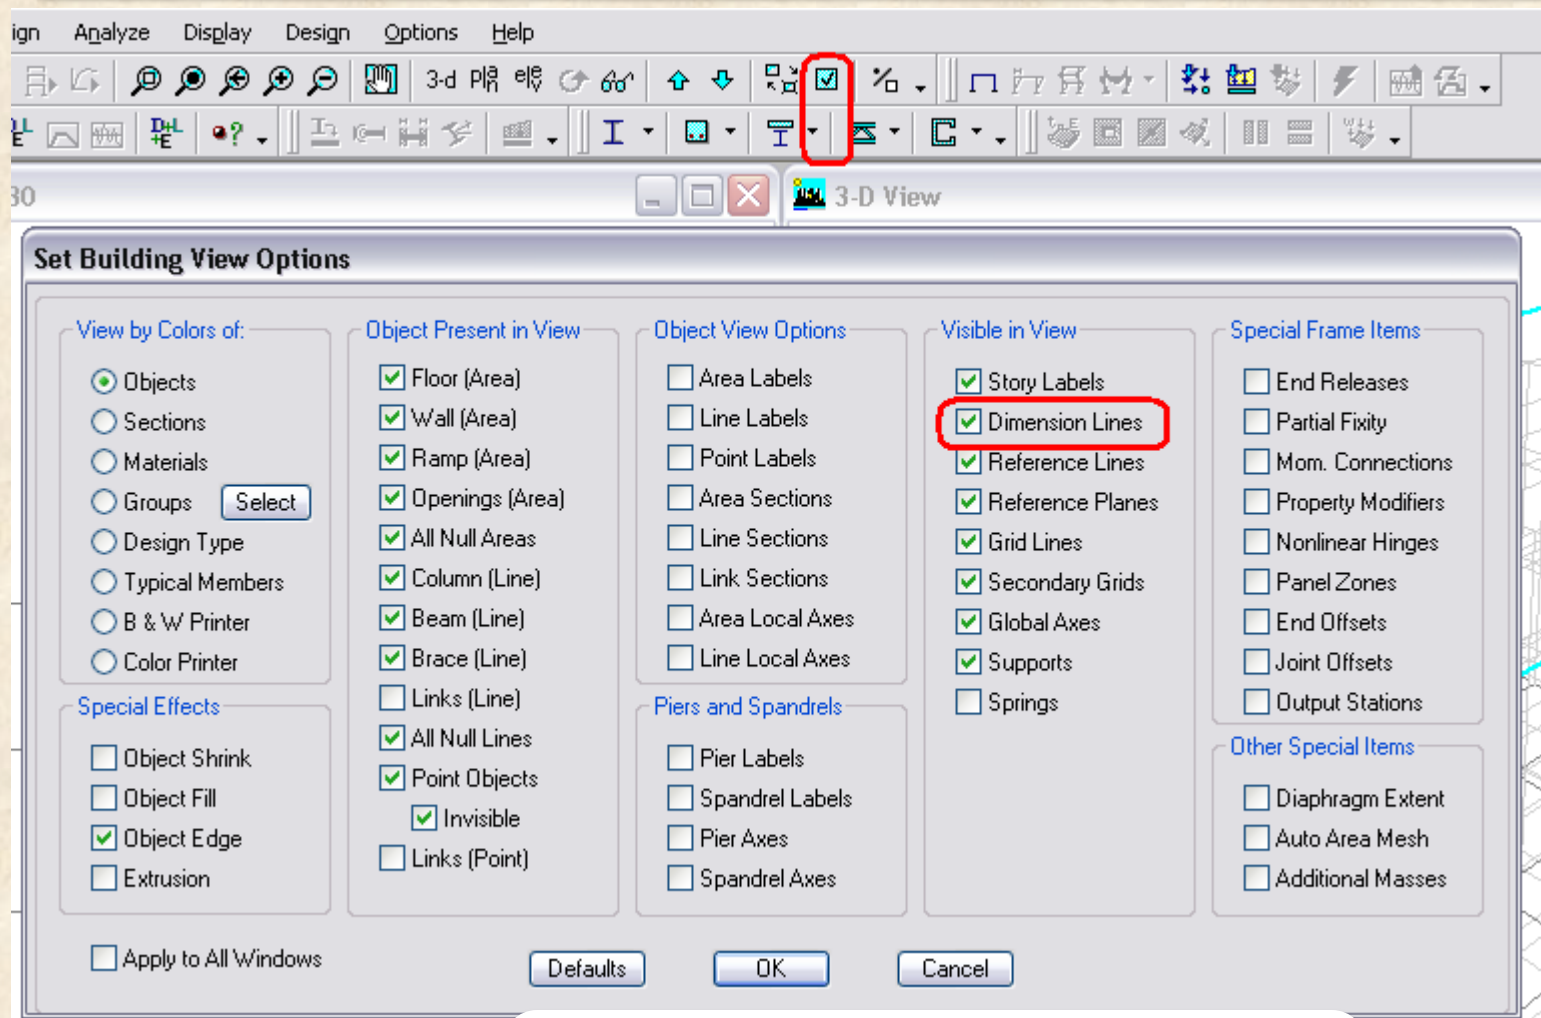 ign Analyze Display Design Options Help
3-d
D+L
+E
?
30
3-D View
Set Building View Options
View by Colors of:
Objects
Sections
Materials
Groups Select
Design Type
Typical Members
B & W Printer
Color Printer
Special Effects
Object Shrink
Object Fill
Object Edge
Extrusion
Apply to All Windows
Object Present in View
Floor (Area)
Wall (Area)
Ramp (Area)
Openings (Area)
All Null Areas
Column (Line)
Beam (Line)
Brace (Line)
Links (Line)
All Null Lines
Point Objects
Invisible
Links (Point)
Object View Options
Area Labels
Line Labels
Point Labels
Area Sections
Line Sections
Link Sections
Area Local Axes
Line Local Axes
Piers and Spandrels
Pier Labels
Spandrel Labels
Pier Axes
Spandrel Axes
Visible in View
Story Labels
Dimension Lines
Reference Lines
Reference Planes
Grid Lines
Secondary Grids
Global Axes
Supports
Springs
Special Frame Items
End Releases
Partial Fixity
Mom. Connections
Property Modifiers
Nonlinear Hinges
Panel Zones
End Offsets
Joint Offsets
Output Stations
Other Special Items
Diaphragm Extent
Auto Area Mesh
Additional Masses
Defaults OK Cancel